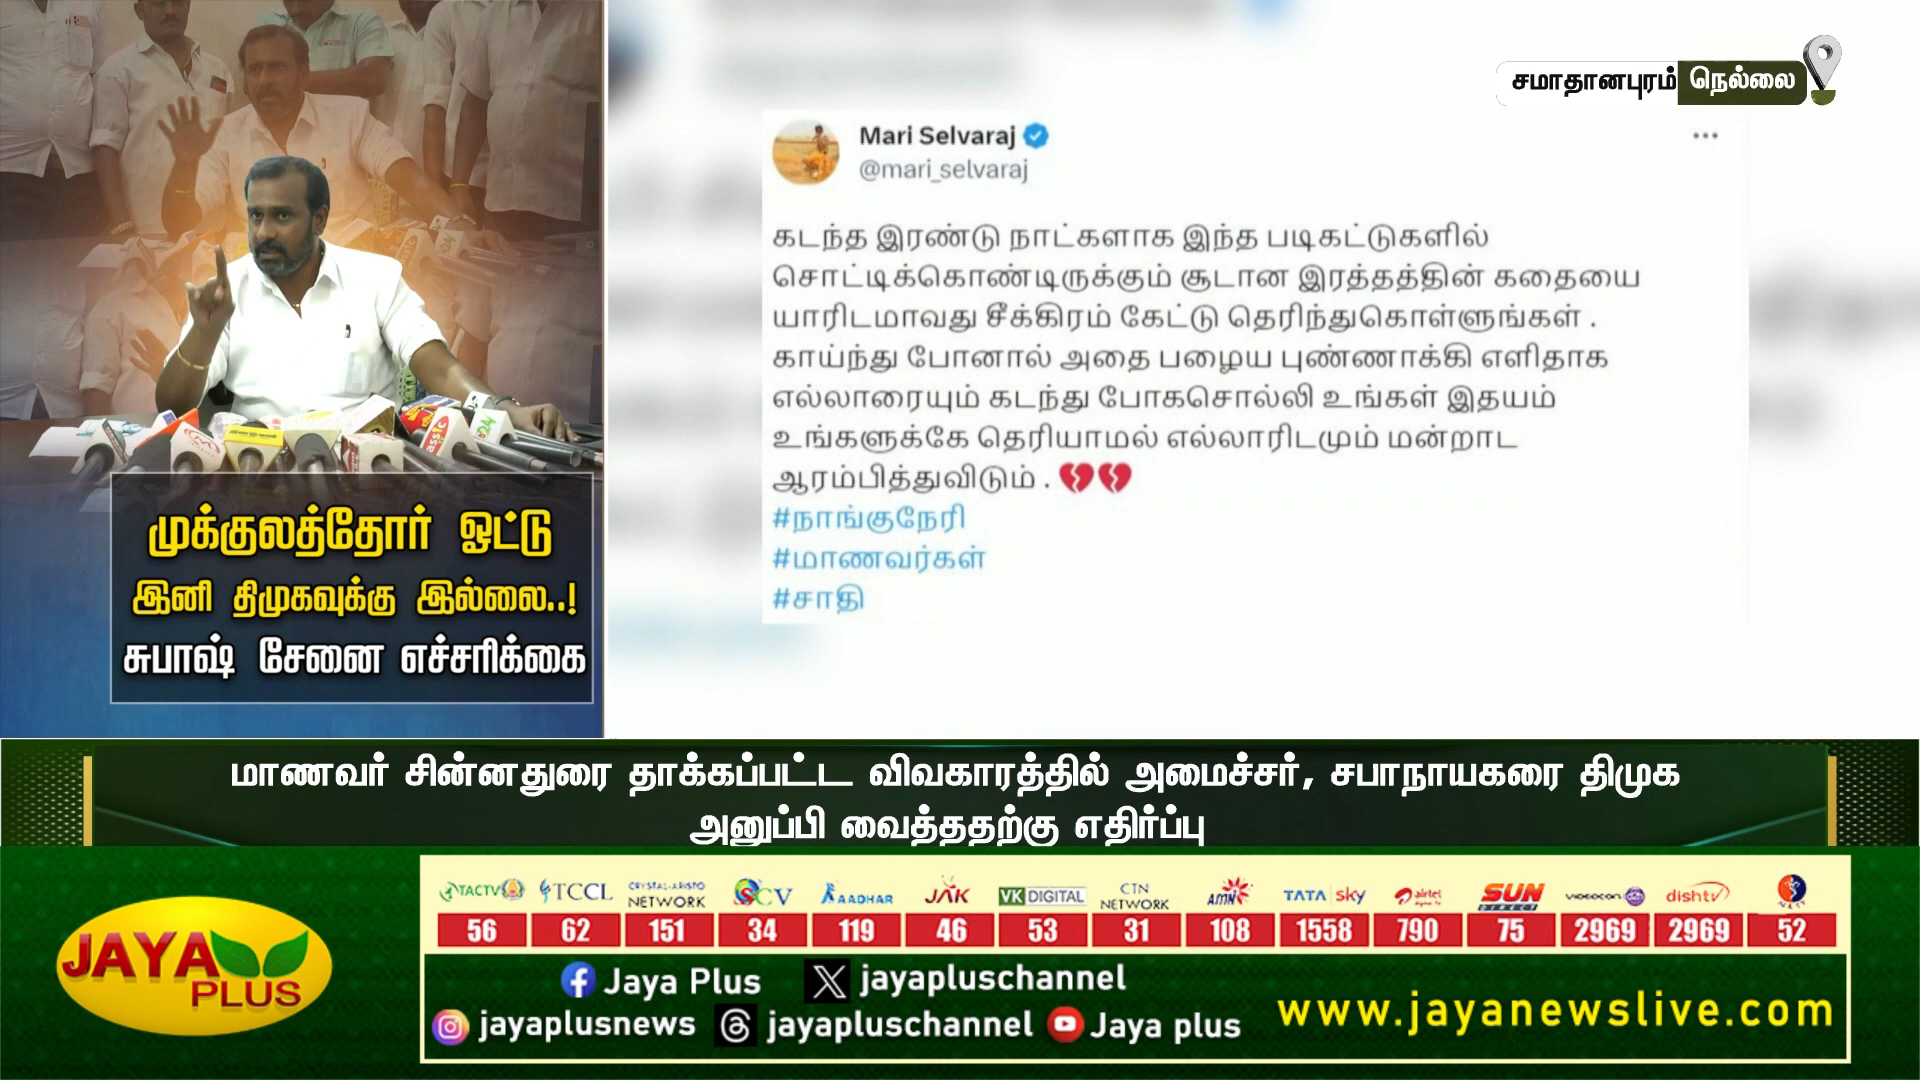 சமாதானபுரம் நெல்லை
Mari Selvaraj
@mari_selvaraj
கடந்த இரண்டு நாட்களாக இந்த படிகட்டுகளில்
சொட்டிக்கொண்டிருக்கும் சூடான இரத்தத்தின் கதையை
யாரிடமாவது சீக்கிரம் கேட்டு தெரிந்துகொள்ளுங்கள் .
காய்ந்து போனால் அதை பழைய புண்ணாக்கி எளிதாக
எல்லாரையும் கடந்து போகசொல்லி உங்கள் இதயம்
உங்களுக்கே தெரியாமல் எல்லாரிடமும் மன்றாட
ஆரம்பித்துவிடும் . 💔💔
#நாங்குநேரி
#மாணவர்கள்
#சாதி
முக்குலத்தோர் ஓட்டு
இனி திமுகவுக்கு இல்லை..!
சுபாஷ் சேனை எச்சரிக்கை
மாணவர் சின்னதுரை தாக்கப்பட்ட விவகாரத்தில் அமைச்சர், சபாநாயகரை திமுக
அனுப்பி வைத்ததற்கு எதிர்ப்பு
JAYA
PLUS
TACTV TCCL CRYSTAL-ARISTO NETWORK SCV AADHAR JAK VK DIGITAL CTN NETWORK AMN TATA sky airtel SUN DIRECT VIDEOCON dishtv
56 62 151 34 119 46 53 31 108 1558 790 75 2969 2969 52
Jaya Plus jayapluschannel
jayaplusnews jayapluschannel Jaya plus
www.jayanewslive.com